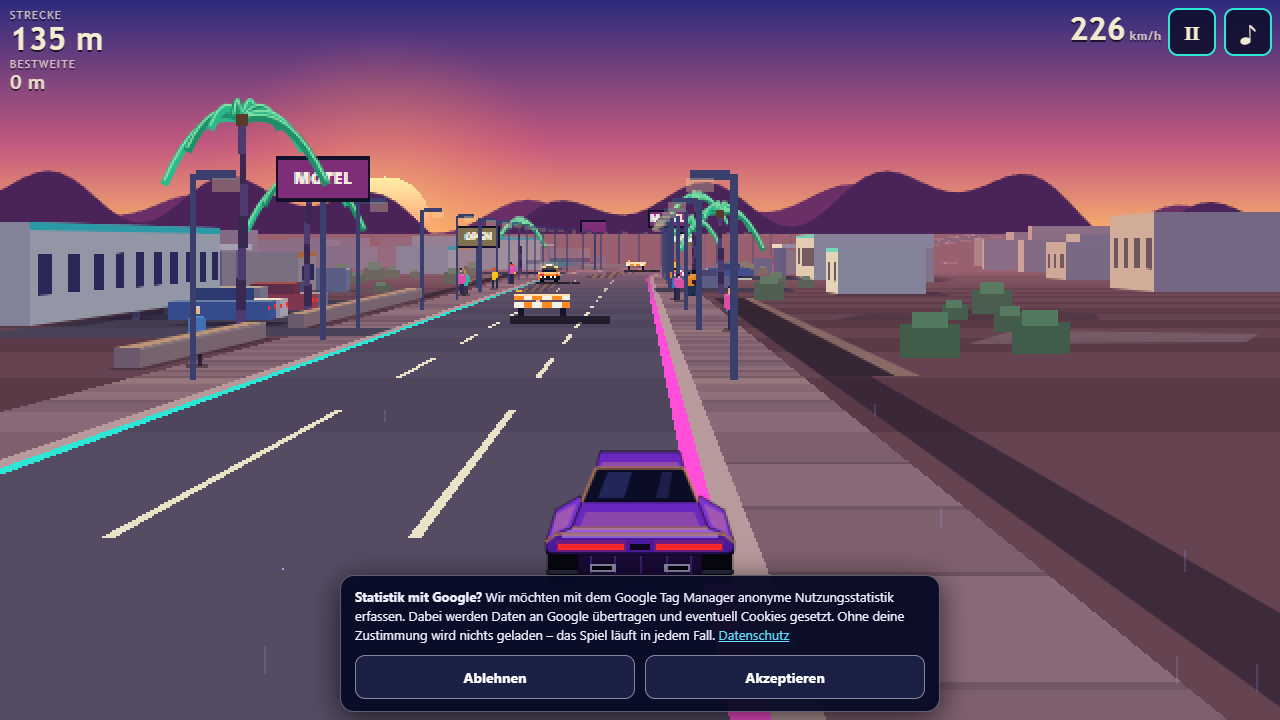 STRECKE
135 m
BESTWEITE
0 m
226 km/h
MOTEL
OPEN
Statistik mit Google? Wir möchten mit dem Google Tag Manager anonyme Nutzungsstatistik
erfassen. Dabei werden Daten an Google übertragen und eventuell Cookies gesetzt. Ohne deine
Zustimmung wird nichts geladen – das Spiel läuft in jedem Fall. Datenschutz
Ablehnen
Akzeptieren